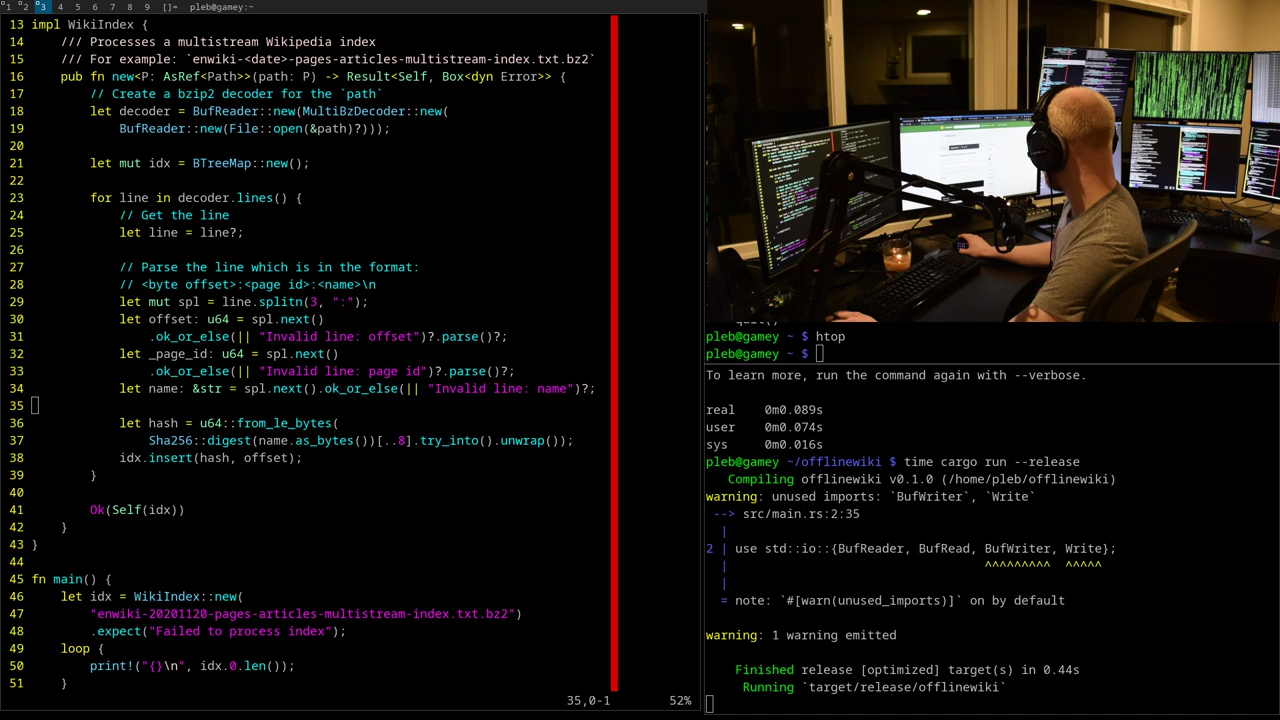 1 2 3 4 5 6 7 8 9 []= pleb@gamey:~
13 impl WikiIndex {
14     /// Processes a multistream Wikipedia index
15     /// For example: `enwiki-<date>-pages-articles-multistream-index.txt.bz2`
16     pub fn new<P: AsRef<Path>>(path: P) -> Result<Self, Box<dyn Error>> {
17         // Create a bzip2 decoder for the `path`
18         let decoder = BufReader::new(MultiBzDecoder::new(
19             BufReader::new(File::open(&path)?)));
20
21         let mut idx = BTreeMap::new();
22
23         for line in decoder.lines() {
24             // Get the line
25             let line = line?;
26
27             // Parse the line which is in the format:
28             // <byte offset>:<page id>:<name>\n
29             let mut spl = line.splitn(3, ":");
30             let offset: u64 = spl.next()
31                 .ok_or_else(|| "Invalid line: offset")?.parse()?;
32             let _page_id: u64 = spl.next()
33                 .ok_or_else(|| "Invalid line: page id")?.parse()?;
34             let name: &str = spl.next().ok_or_else(|| "Invalid line: name")?;
35
36             let hash = u64::from_le_bytes(
37                 Sha256::digest(name.as_bytes())[..8].try_into().unwrap());
38             idx.insert(hash, offset);
39         }
40
41         Ok(Self(idx))
42     }
43 }
44
45 fn main() {
46     let idx = WikiIndex::new(
47         "enwiki-20201120-pages-articles-multistream-index.txt.bz2")
48         .expect("Failed to process index");
49     loop {
50         print!("{}\n", idx.0.len());
51     }
35,0-1 52%
pleb@gamey ~ $ htop
pleb@gamey ~ $
To learn more, run the command again with --verbose.
real 0m0.089s
user 0m0.074s
sys 0m0.016s
pleb@gamey ~/offlinewiki $ time cargo run --release
   Compiling offlinewiki v0.1.0 (/home/pleb/offlinewiki)
warning: unused imports: `BufWriter`, `Write`
 --> src/main.rs:2:35
  |
2 | use std::io::{BufReader, BufRead, BufWriter, Write};
  |                                   ^^^^^^^^^  ^^^^^
  |
  = note: `#[warn(unused_imports)]` on by default
warning: 1 warning emitted
    Finished release [optimized] target(s) in 0.44s
     Running `target/release/offlinewiki`